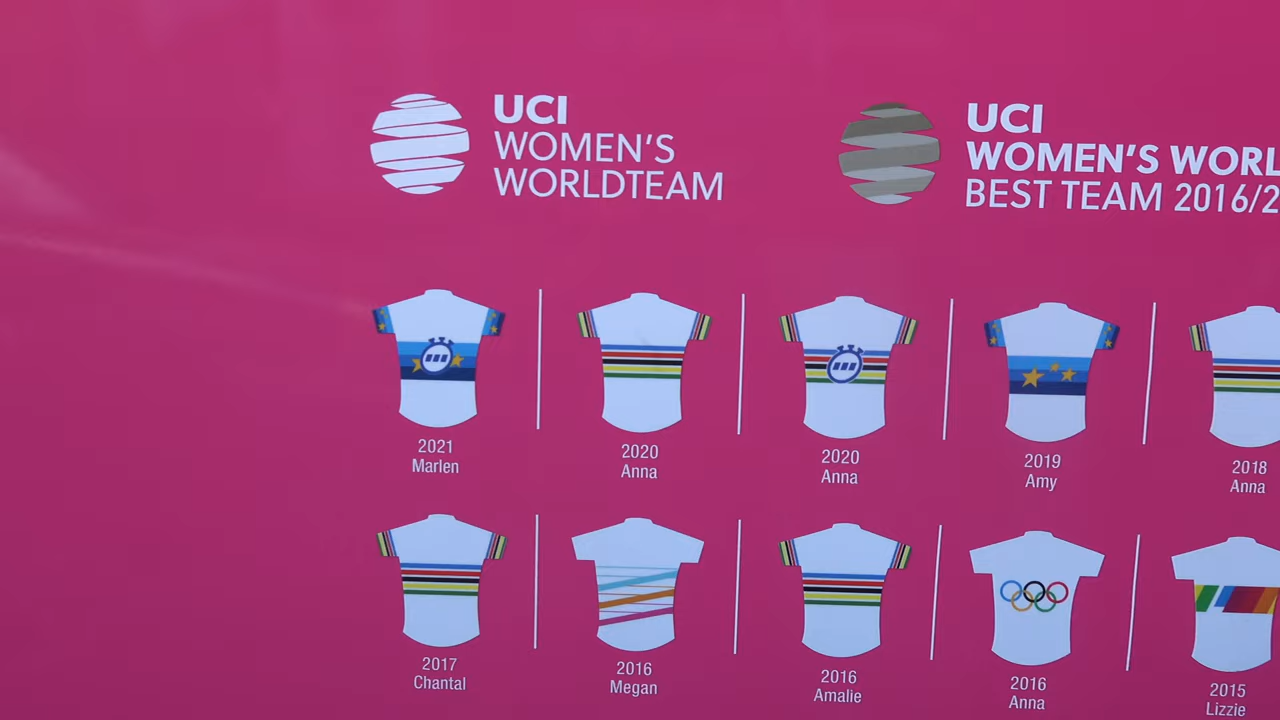 UCI
WOMEN'S
WORLDTEAM
UCI
WOMEN'S WORL
BEST TEAM 2016/2
2021
Marlen
2020
Anna
2020
Anna
2019
Amy
2018
Anna
2017
Chantal
2016
Megan
2016
Amalie
2016
Anna
2015
Lizzie